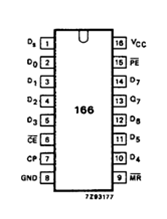 Ds 1 16 VCC
D0 2 15 PE
D1 3 14 D7
D2 4 13 Q7
D3 5 12 D6
CE 6 11 D5
CP 7 10 D4
GND 8 9 MR
166
7Z93177